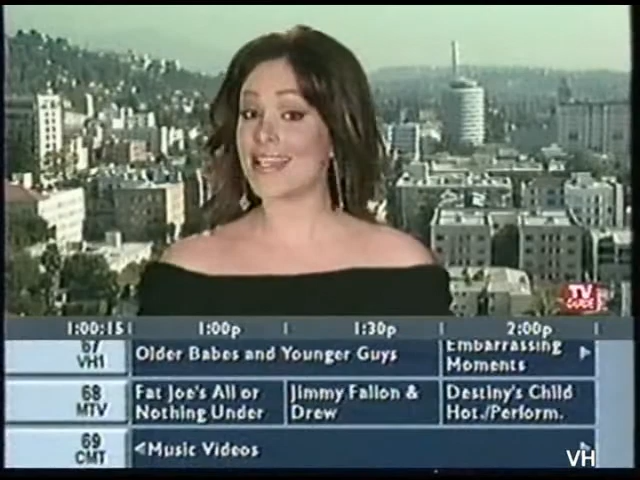 TV
GUIDE
1:00:15 1:00p 1:30p 2:00p
67
VH1
Older Babes and Younger Guys
Embarrassing
Moments
68
MTV
Fat Joe's All or
Nothing Under
Jimmy Fallon &
Drew
Destiny's Child
Hot./Perform.
69
CMT
Music Videos
VH